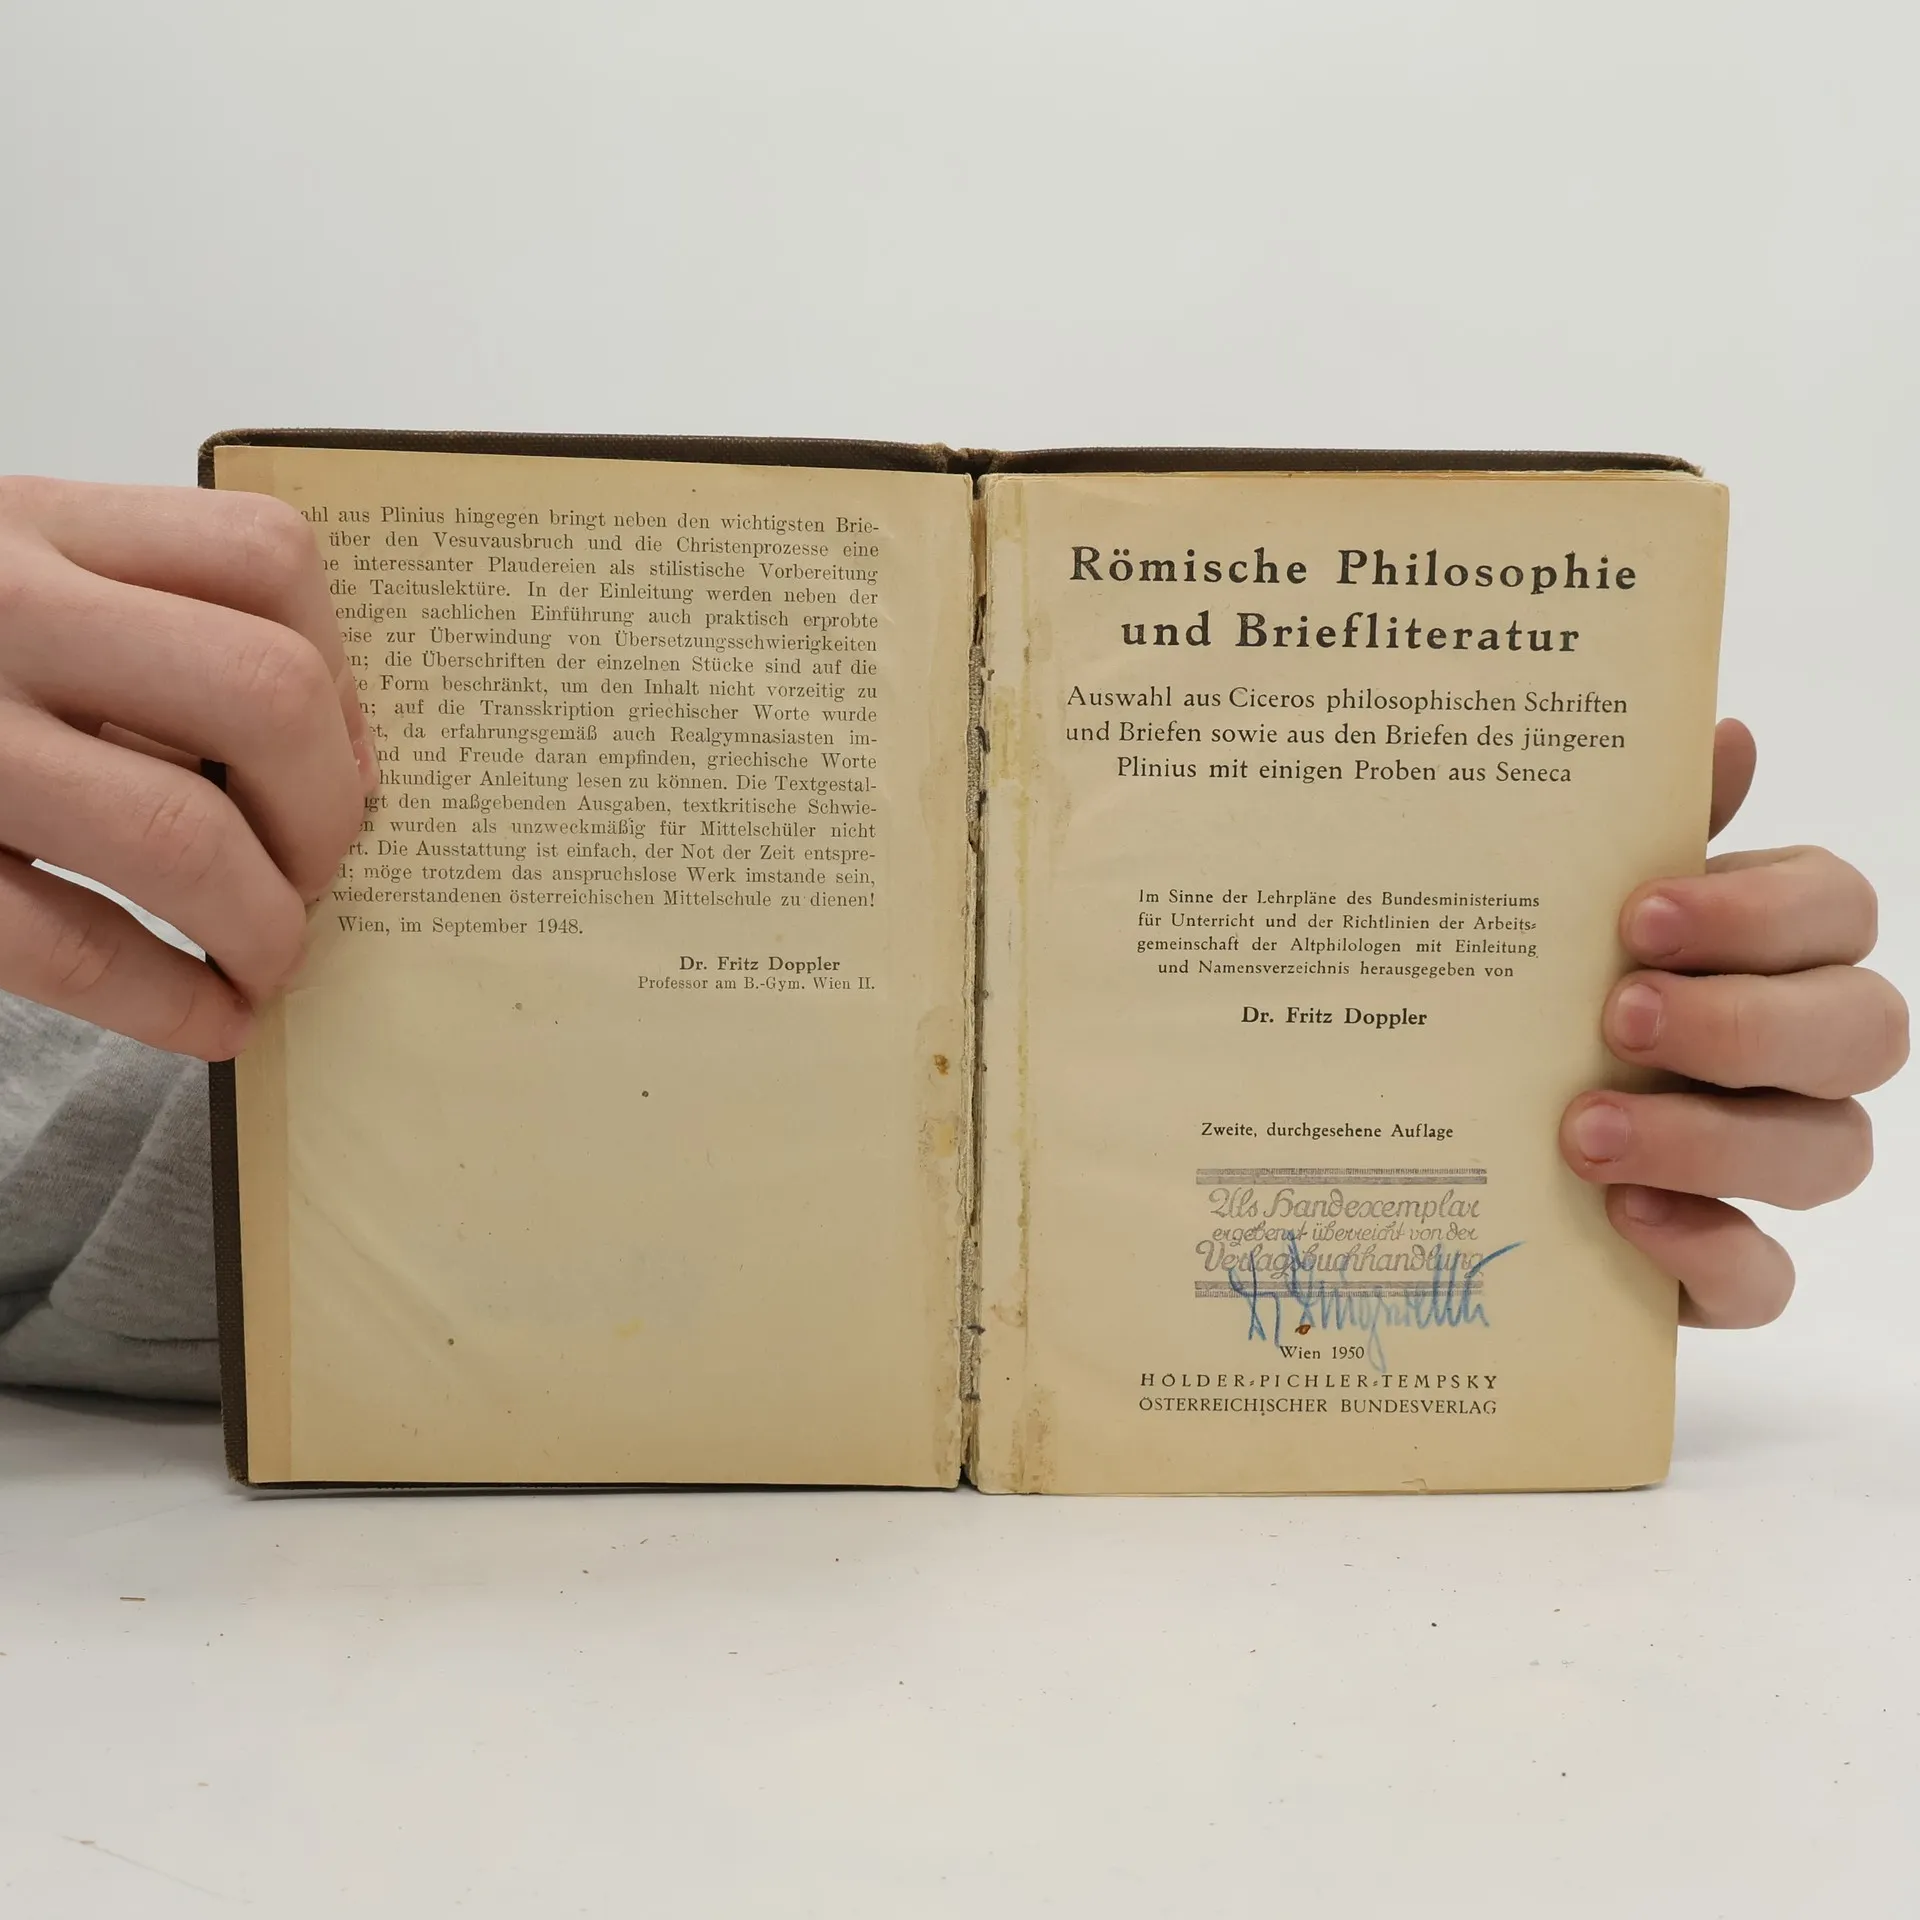 aus Plinius hingegen bringt neben den wichtigsten Brie-
über den Vesuvausbruch und die Christenprozesse eine
interessanter Plaudereien als stilistische Vorbereitung
die Tacituslektüre. In der Einleitung werden neben der
endigen sachlichen Einführung auch praktisch erprobte
eise zur Überwindung von Übersetzungsschwierigkeiten
n; die Überschriften der einzelnen Stücke sind auf die
te Form beschränkt, um den Inhalt nicht vorzeitig zu
n; auf die Transskription griechischer Worte wurde
et, da erfahrungsgemäß auch Realgymnasiasten im-
nd und Freude daran empfinden, griechische Worte
hkundiger Anleitung lesen zu können. Die Textgestal-
gt den maßgebenden Ausgaben, textkritische Schwie-
n wurden als unzweckmäßig für Mittelschüler nicht
rt. Die Ausstattung ist einfach, der Not der Zeit entspre-
d; möge trotzdem das anspruchslose Werk imstande sein,
wiedererstandenen österreichischen Mittelschule zu dienen!
Wien, im September 1948.
Dr. Fritz Doppler
Professor am B.-Gym. Wien II.
Römische Philosophie
und Briefliteratur
Auswahl aus Ciceros philosophischen Schriften
und Briefen sowie aus den Briefen des jüngeren
Plinius mit einigen Proben aus Seneca
Im Sinne der Lehrpläne des Bundesministeriums
für Unterricht und der Richtlinien der Arbeits-
gemeinschaft der Altphilologen mit Einleitung
und Namensverzeichnis herausgegeben von
Dr. Fritz Doppler
Zweite, durchgesehene Auflage
Als Handexemplar
ergebenst überreicht von der
Verlagsbuchhandlung
Wien 1950
HÖLDER-PICHLER-TEMPSKY
ÖSTERREICHISCHER BUNDESVERLAG